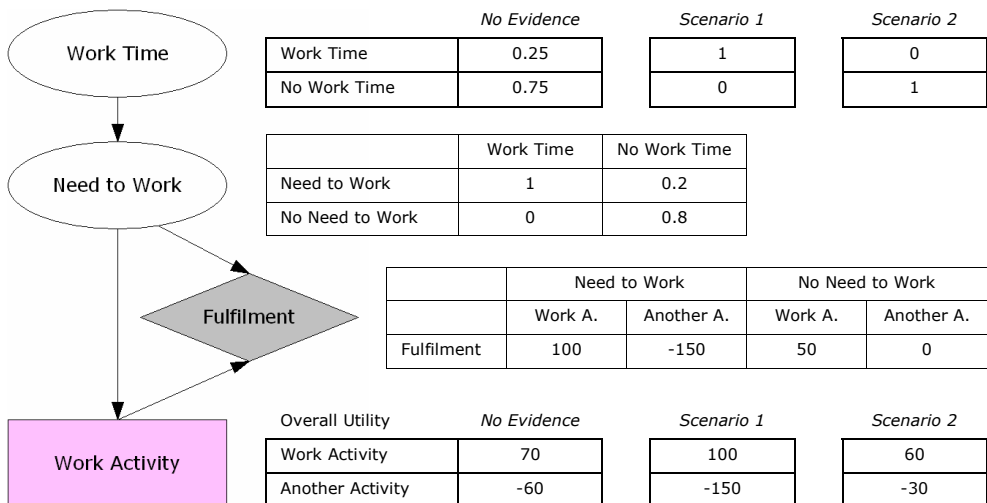 No Evidence Scenario 1 Scenario 2
Work Time
Work Time 0.25 1 0
No Work Time 0.75 0 1
Work Time No Work Time
Need to Work
Need to Work 1 0.2
No Need to Work 0 0.8
Need to Work No Need to Work
Work A. Another A. Work A. Another A.
Fulfilment
Fulfilment 100 -150 50 0
Overall Utility No Evidence Scenario 1 Scenario 2
Work Activity
Work Activity 70 100 60
Another Activity -60 -150 -30